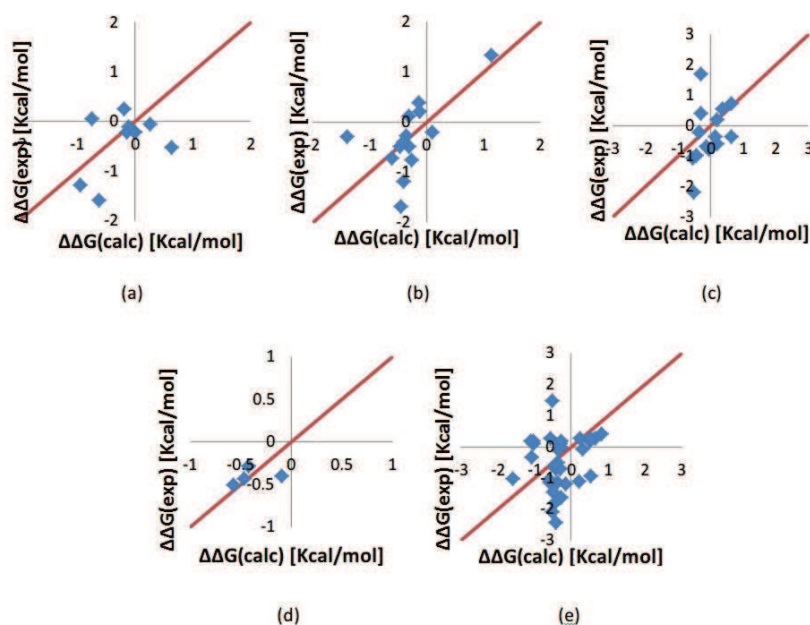 2
1
0
-1
-2
-1 0 1 2
ΔΔG(exp) [Kcal/mol]
ΔΔG(calc) [Kcal/mol]
(a)
2
1
0
-1
-2
-2 -1 0 1 2
ΔΔG(exp) [Kcal/mol]
ΔΔG(calc) [Kcal/mol]
(b)
3
2
1
0
-1
-2
-3
-3 -2 -1 0 1 2 3
ΔΔG(exp) [Kcal/mol]
ΔΔG(calc) [Kcal/mol]
(c)
1
0.5
0
-0.5
-1
-1 -0.5 0 0.5 1
ΔΔG(exp) [Kcal/mol]
ΔΔG(calc) [Kcal/mol]
(d)
3
2
1
0
-1
-2
-3
-3 -2 -1 0 1 2 3
ΔΔG(exp) [Kcal/mol]
ΔΔG(calc) [Kcal/mol]
(e)